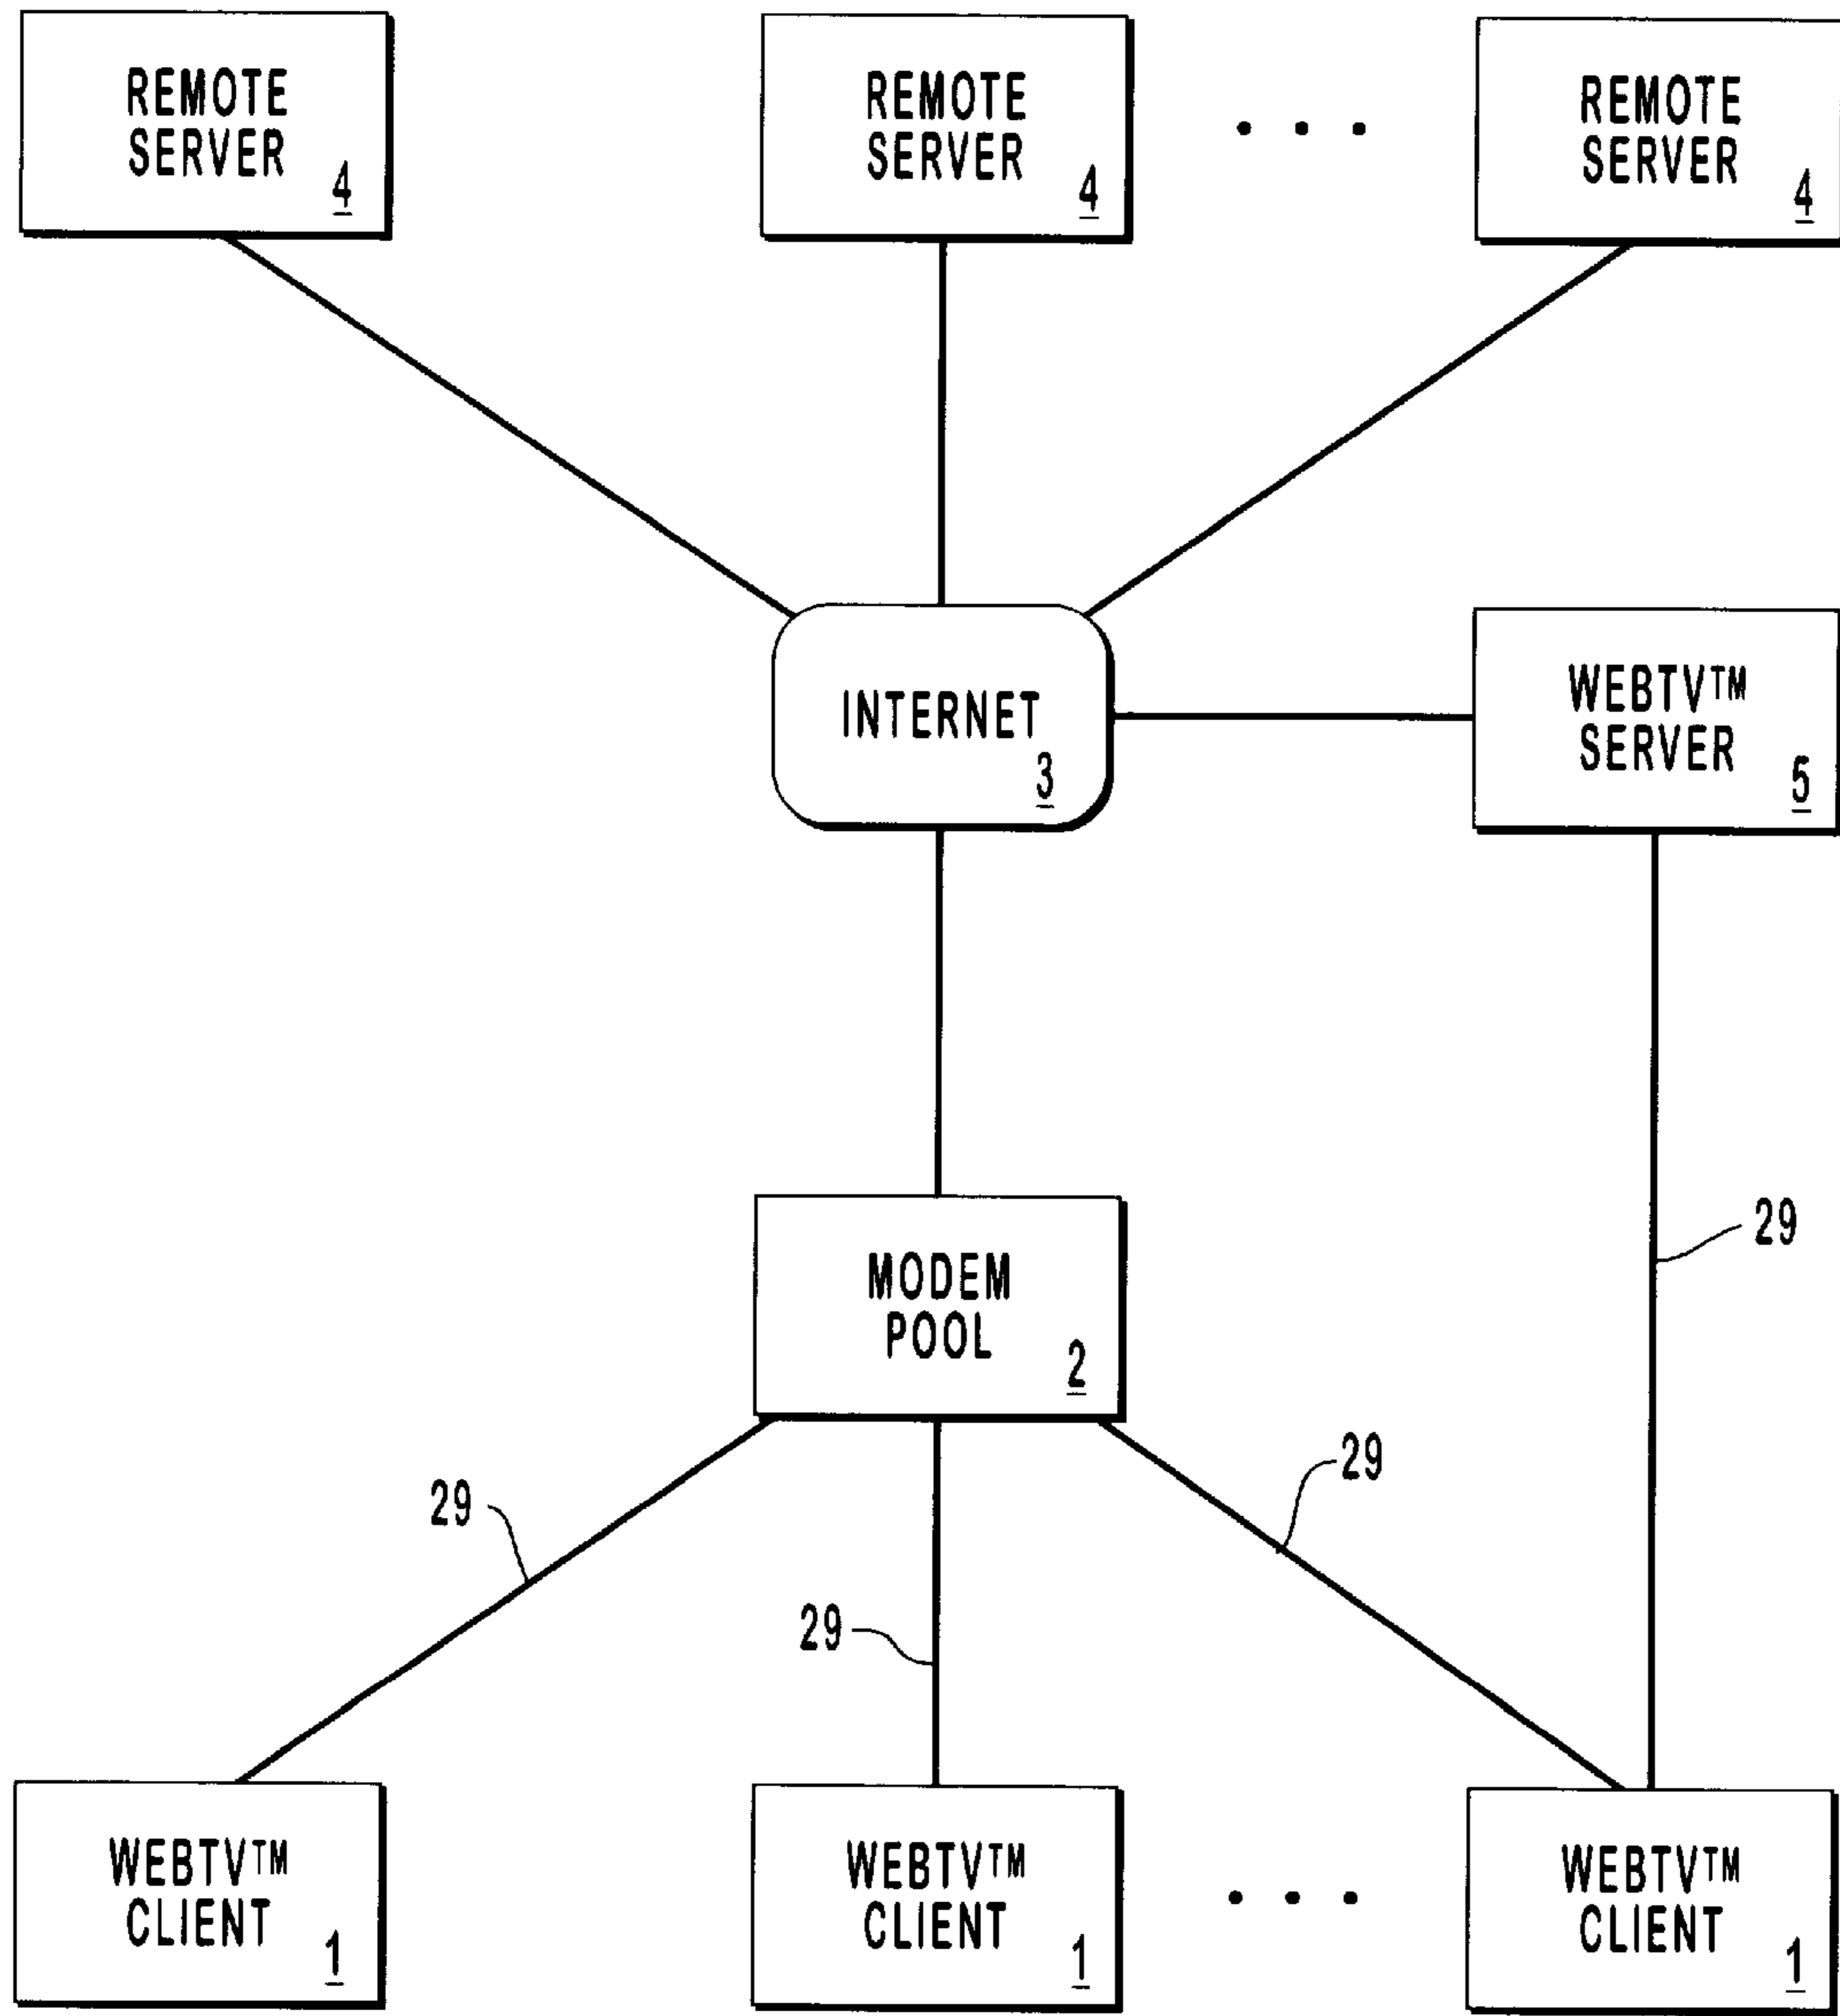 REMOTE
SERVER
4
REMOTE
SERVER
4
REMOTE
SERVER
4
INTERNET
3
WEBTV™
SERVER
5
29
MODEM
POOL
2
29
29
29
WEBTV™
CLIENT
1
WEBTV™
CLIENT
1
WEBTV™
CLIENT
1